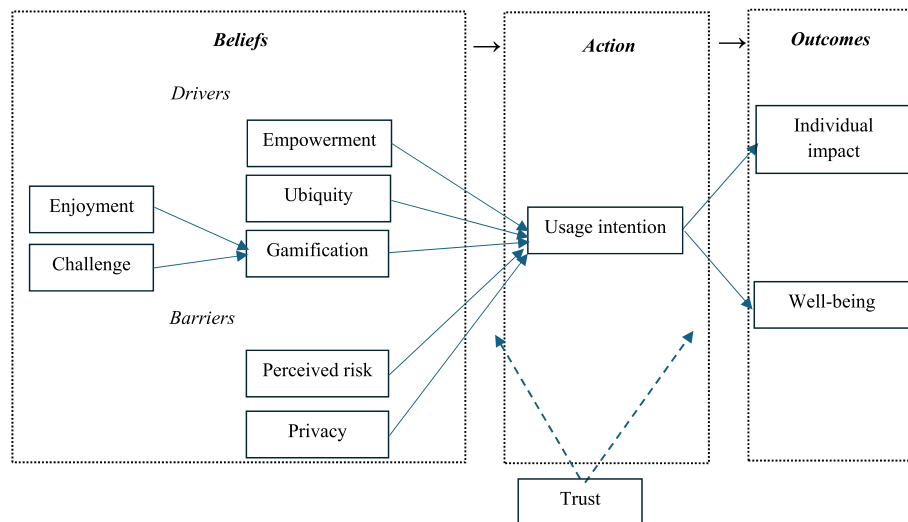 Beliefs
→
Action
→
Outcomes
Drivers
Empowerment
Ubiquity
Enjoyment
Gamification
Challenge
Barriers
Perceived risk
Privacy
Usage intention
Individual
impact
Well-being
Trust